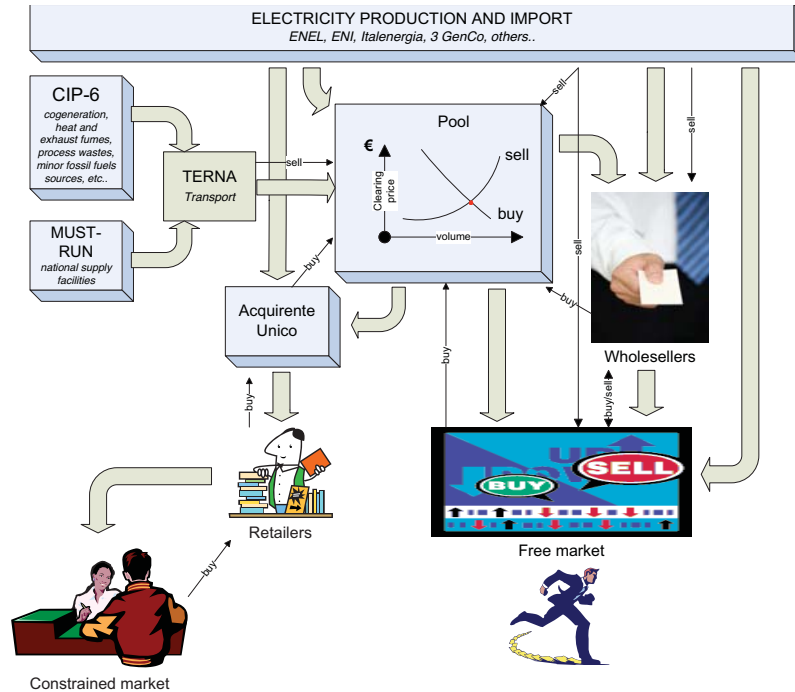 ELECTRICITY PRODUCTION AND IMPORT
ENEL, ENI, Italenergia, 3 GenCo, others..
CIP-6
cogeneration,
heat and
exhaust fumes,
process wastes,
minor fossil fuels
sources, etc..
TERNA
Transport
MUST-
RUN
national supply
facilities
sell
Pool
€
Clearing
price
sell
buy
volume
sell
sell
sell
buy
buy
Acquirente
Unico
Wholesellers
buy
buy
buy/sell
BUY
SELL
Retailers
Free market
buy
Constrained market